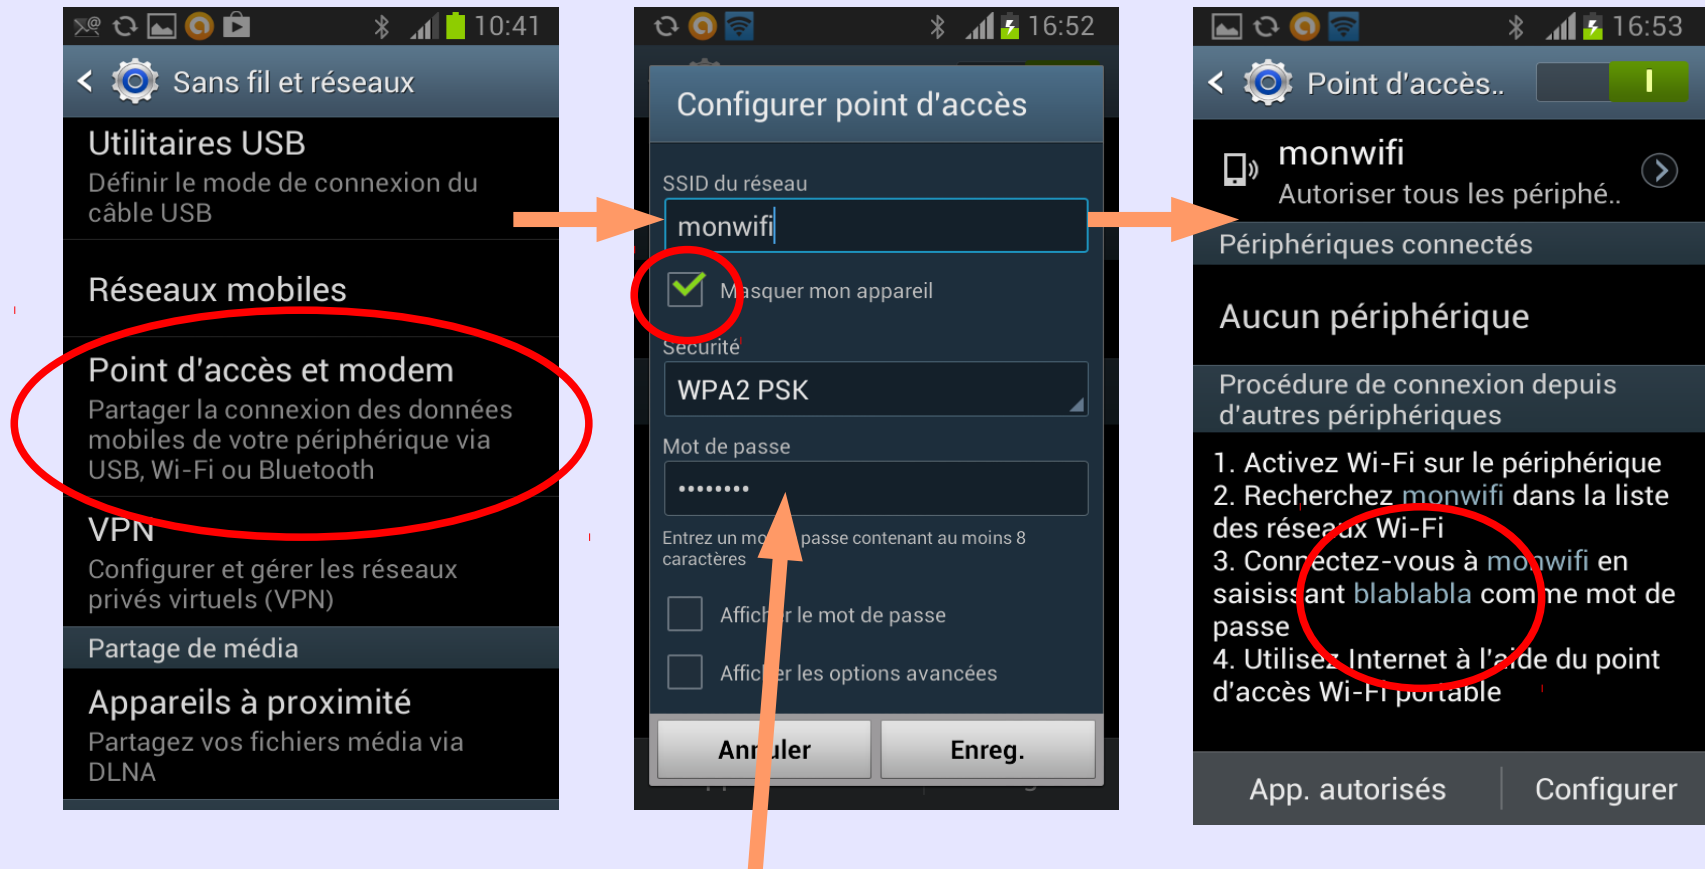 10:41
Sans fil et réseaux
Utilitaires USB
Définir le mode de connexion du
câble USB
Réseaux mobiles
Point d'accès et modem
Partager la connexion des données
mobiles de votre périphérique via
USB, Wi-Fi ou Bluetooth
VPN
Configurer et gérer les réseaux
privés virtuels (VPN)
Partage de média
Appareils à proximité
Partagez vos fichiers média via
DLNA
16:52
Configurer point d'accès
SSID du réseau
monwifi
Masquer mon appareil
Sécurité
WPA2 PSK
Mot de passe
••••••••
Entrez un mot de passe contenant au moins 8
caractères
Afficher le mot de passe
Afficher les options avancées
Annuler
Enreg.
16:53
Point d'accès..
monwifi
Autoriser tous les périphé..
Périphériques connectés
Aucun périphérique
Procédure de connexion depuis
d'autres périphériques
1. Activez Wi-Fi sur le périphérique
2. Recherchez monwifi dans la liste
des réseaux Wi-Fi
3. Connectez-vous à monwifi en
saisissant blablabla comme mot de
passe
4. Utilisez Internet à l'aide du point
d'accès Wi-Fi portable
App. autorisés
Configurer